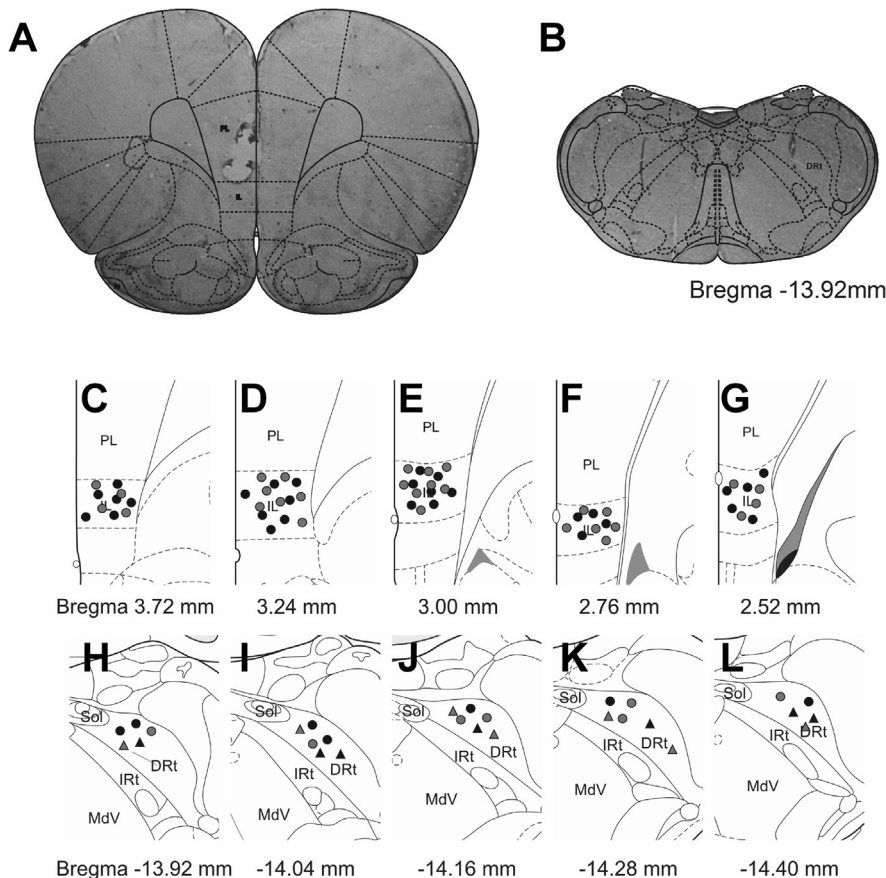 A
B
PL
IL
DRt
Bregma -13.92mm
C D E F G
PL PL PL PL PL
IL IL IL IL IL
Bregma 3.72 mm 3.24 mm 3.00 mm 2.76 mm 2.52 mm
H I J K L
Sol Sol Sol Sol Sol
IRt DRt IRt DRt IRt DRt IRt DRt IRt DRt
MdV MdV MdV MdV MdV
Bregma -13.92 mm -14.04 mm -14.16 mm -14.28 mm -14.40 mm